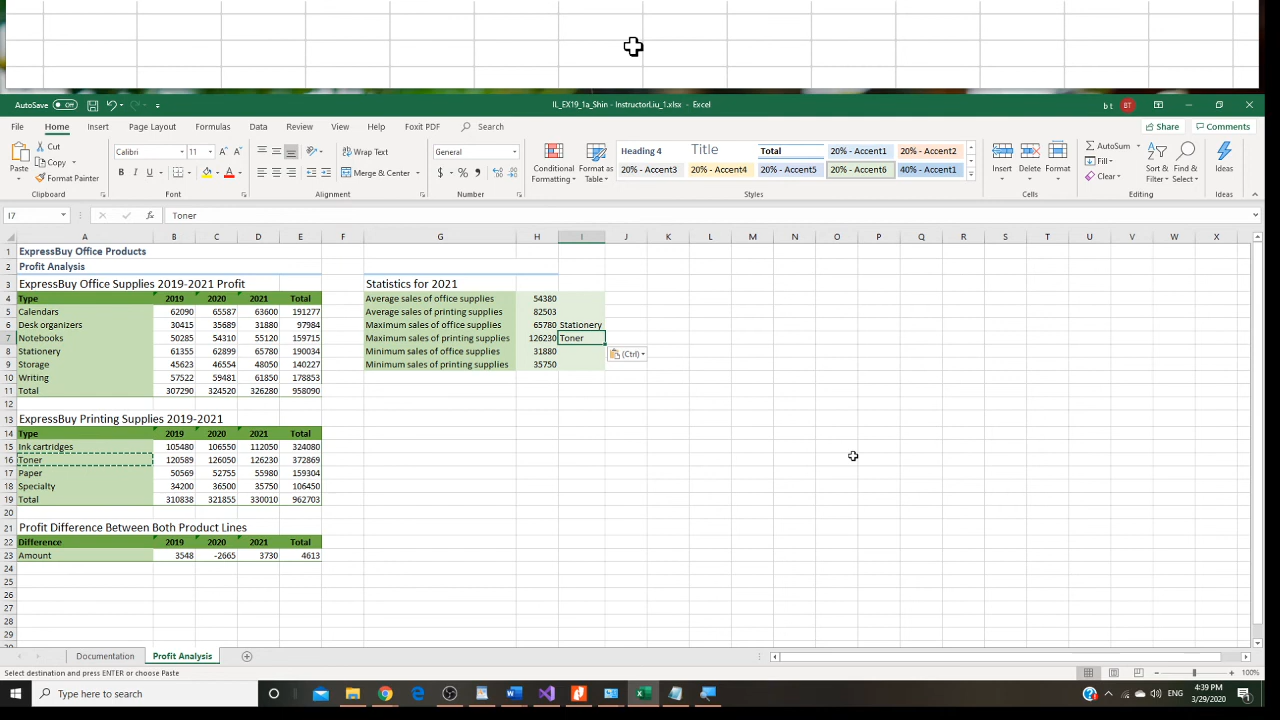 AutoSave Off IL_EX19_1a_Shin - InstructorLiu_1.xlsx - Excel b t BT
File Home Insert Page Layout Formulas Data Review View Help Foxit PDF Search Share Comments
Paste Cut Copy Format Painter Clipboard
Calibri 11 B I U Font
Wrap Text Merge & Center Alignment
General $ % , Number
Conditional Formatting Format as Table
Heading 4 Title Total 20% - Accent1 20% - Accent2
20% - Accent3 20% - Accent4 20% - Accent5 20% - Accent6 40% - Accent1
Styles
Insert Delete Format Cells
AutoSum Fill Clear Sort & Filter Find & Select Editing
Ideas Ideas
I7 fx Toner
A B C D E F G H I J K L M N O P Q R S T U V W X
1 ExpressBuy Office Products
2 Profit Analysis
3 ExpressBuy Office Supplies 2019-2021 Profit Statistics for 2021
4 Type 2019 2020 2021 Total Average sales of office supplies 54380
5 Calendars 62090 65587 63600 191277 Average sales of printing supplies 82503
6 Desk organizers 30415 35689 31880 97984 Maximum sales of office supplies 65780 Stationery
7 Notebooks 50285 54310 55120 159715 Maximum sales of printing supplies 126230 Toner
8 Stationery 61355 62899 65780 190034 Minimum sales of office supplies 31880 (Ctrl)
9 Storage 45623 46554 48050 140227 Minimum sales of printing supplies 35750
10 Writing 57522 59481 61850 178853
11 Total 307290 324520 326280 958090
12
13 ExpressBuy Printing Supplies 2019-2021
14 Type 2019 2020 2021 Total
15 Ink cartridges 105480 106550 112050 324080
16 Toner 120589 126050 126230 372869
17 Paper 50569 52755 55980 159304
18 Specialty 34200 36500 35750 106450
19 Total 310838 321855 330010 962703
20
21 Profit Difference Between Both Product Lines
22 Difference 2019 2020 2021 Total
23 Amount 3548 -2665 3730 4613
24
25
26
27
28
29
Documentation Profit Analysis
Select destination and press ENTER or choose Paste 100%
Type here to search ENG 4:39 PM
3/29/2020